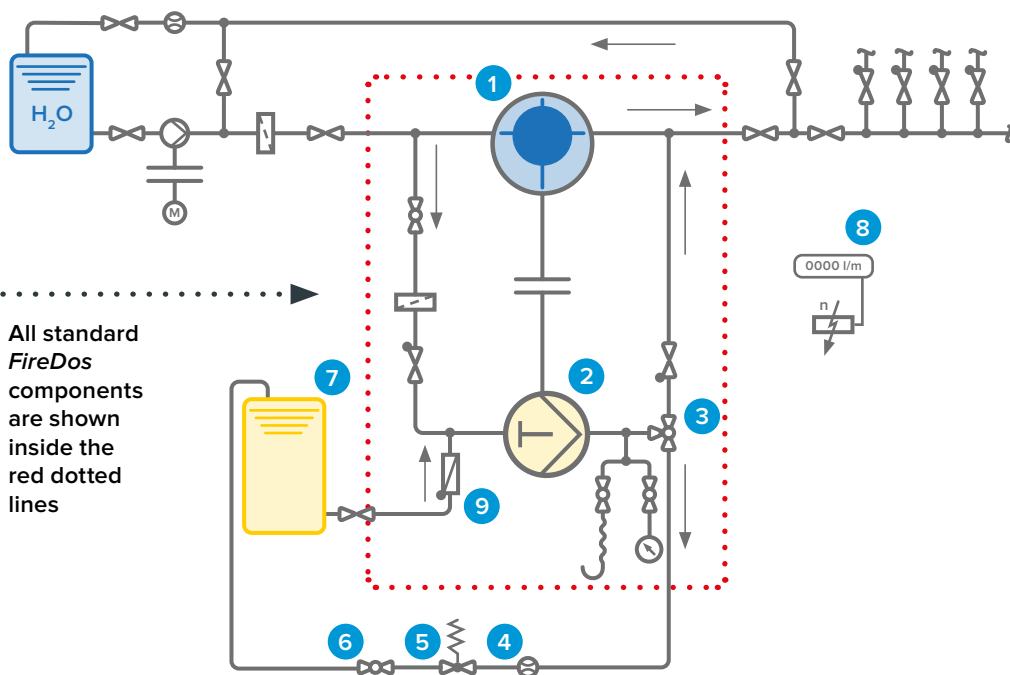 1
H₂O
M
8
0000 l/m
n
All standard
FireDos
components
are shown
inside the
red dotted
lines
7
2
3
9
6
5
4